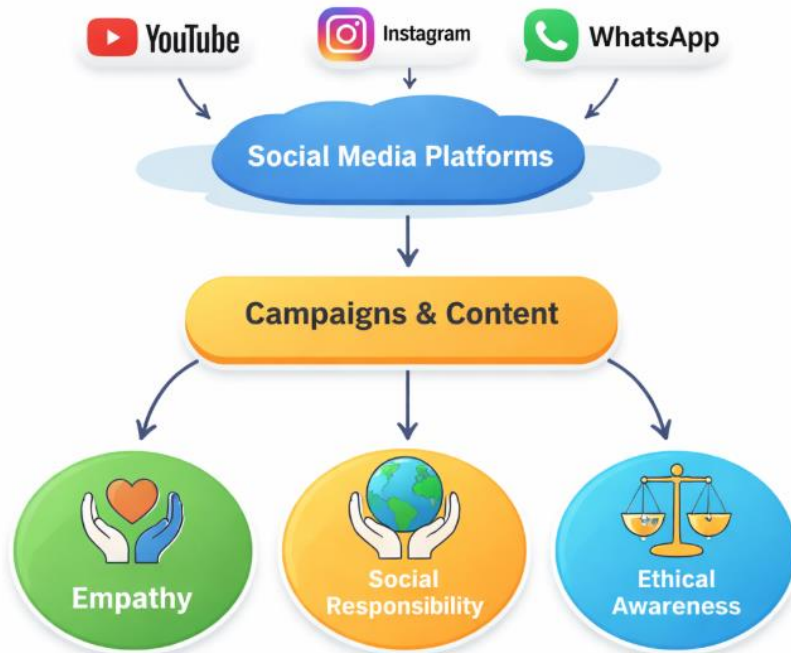 YouTube
Instagram
WhatsApp
Social Media Platforms
Campaigns & Content
Empathy
Social
Responsibility
Ethical
Awareness